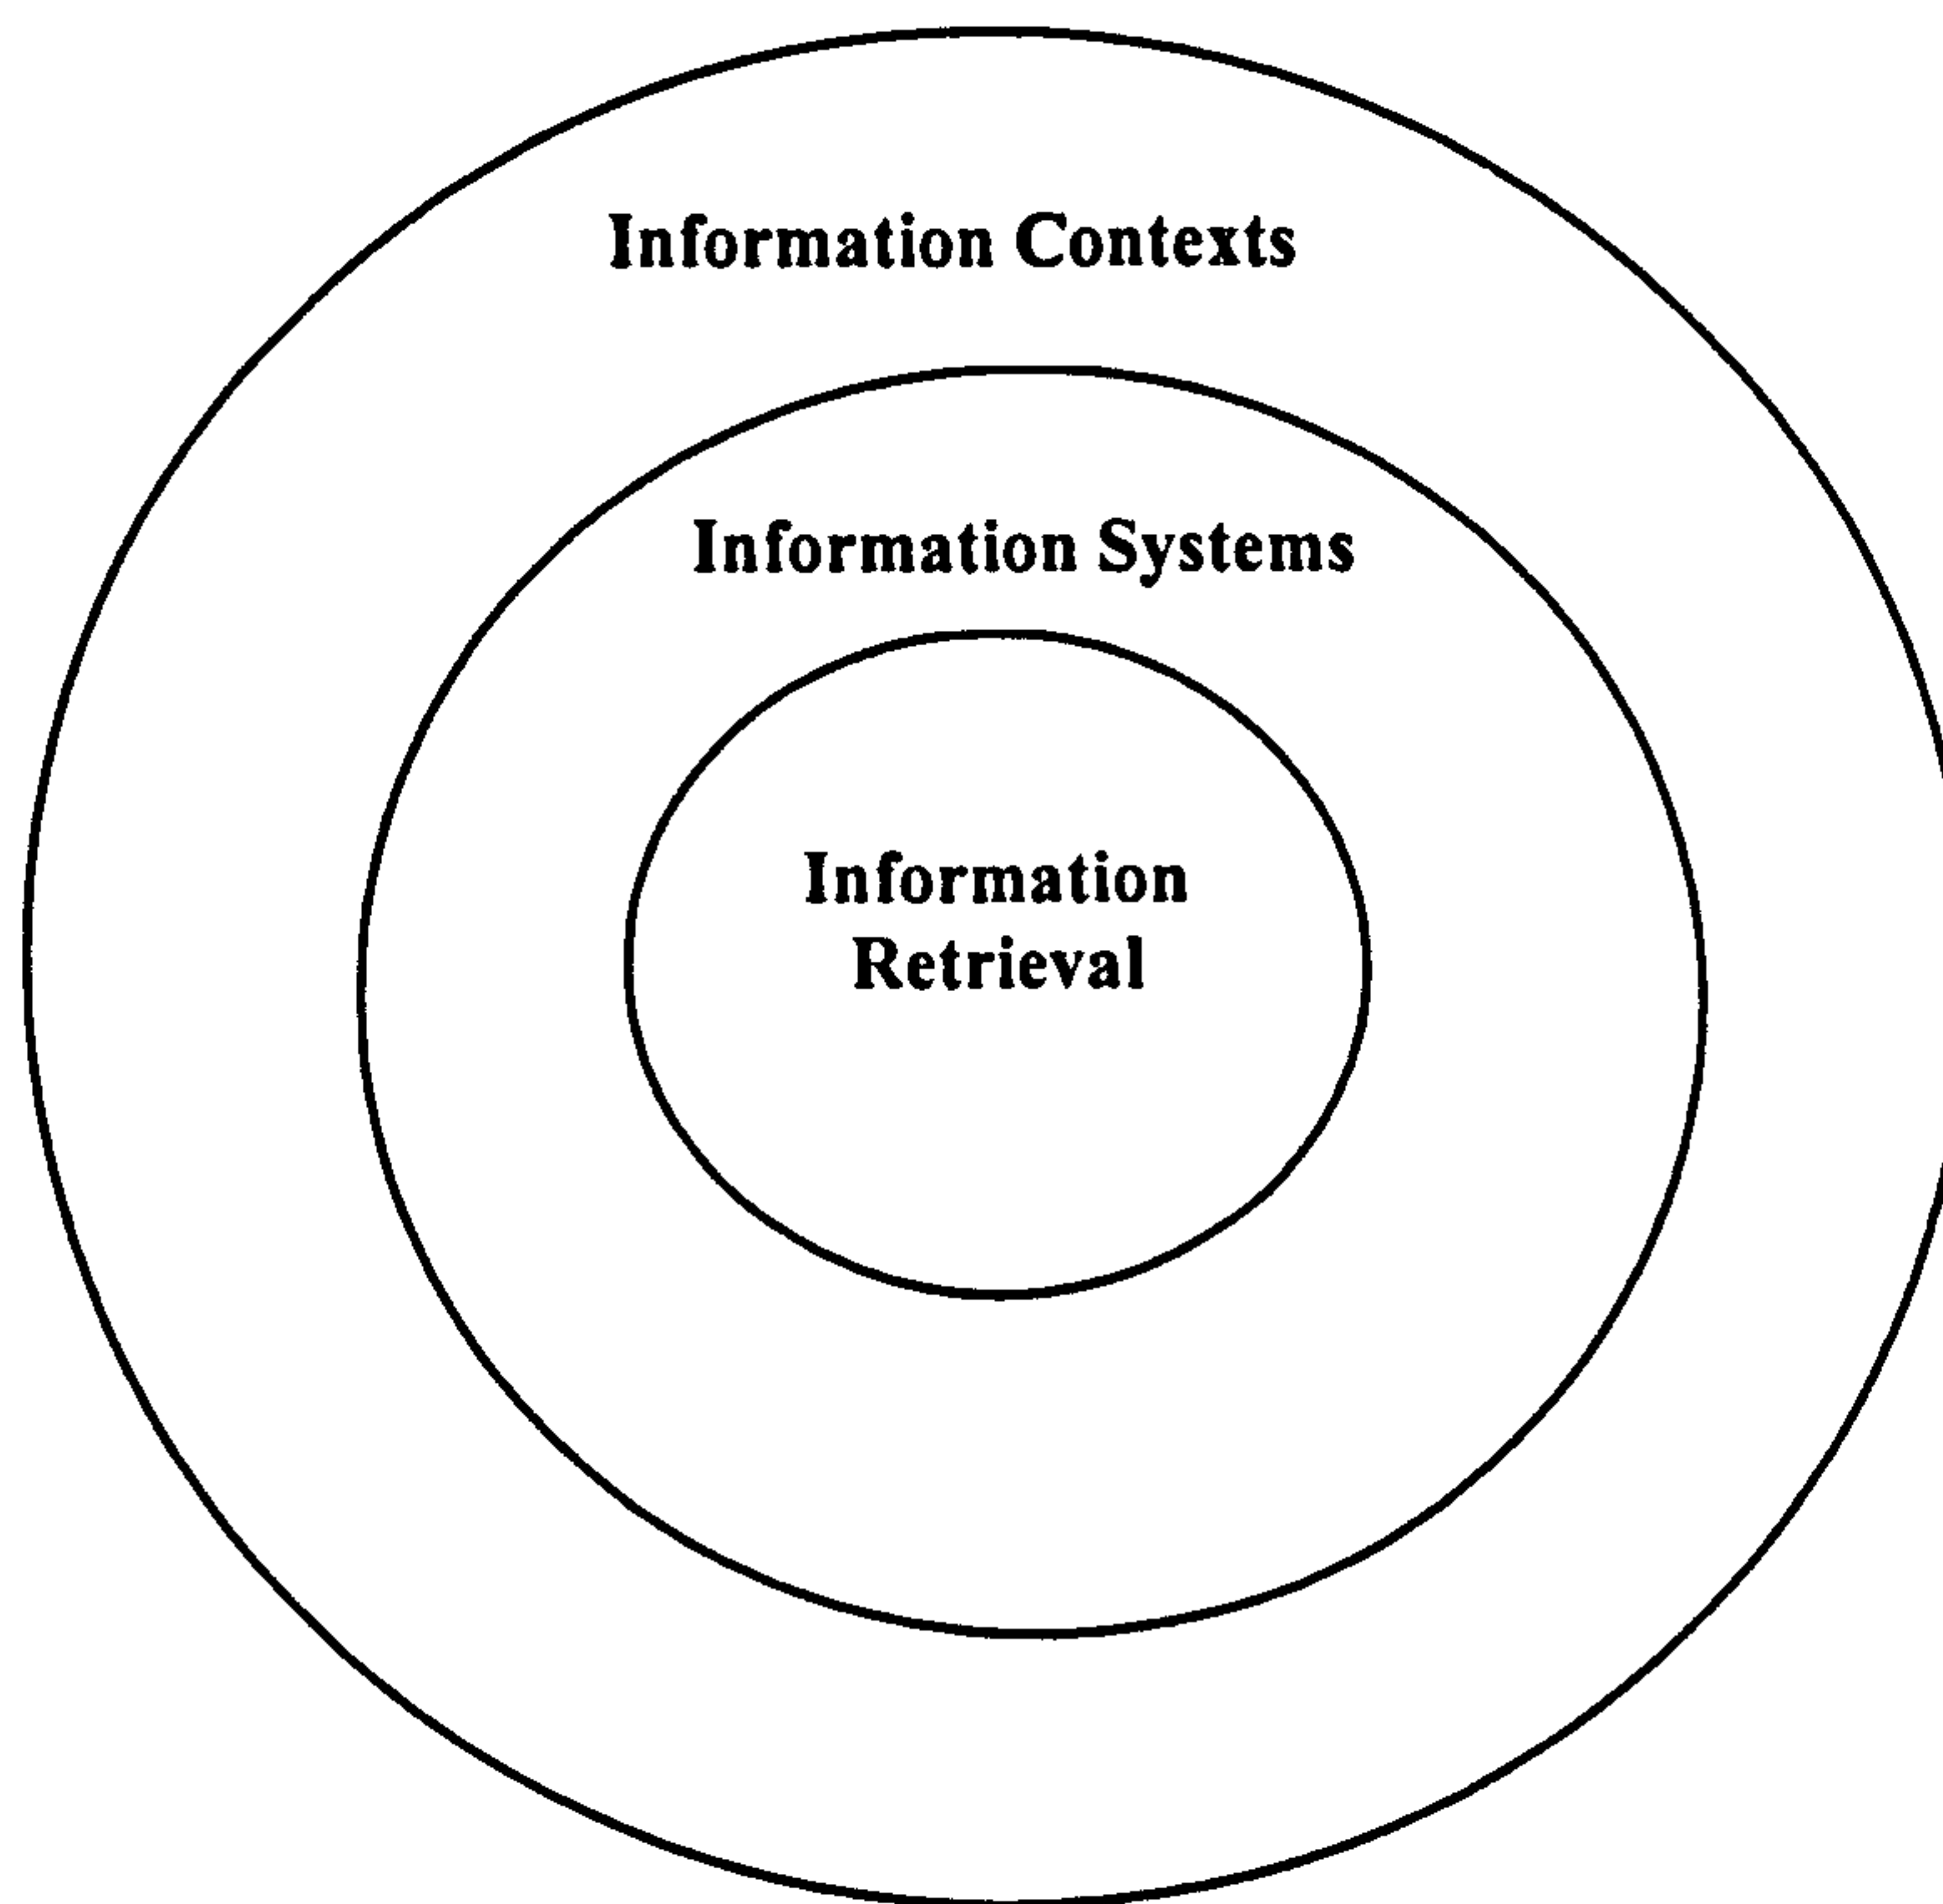 Information Contexts
Information Systems
Information
Retrieval